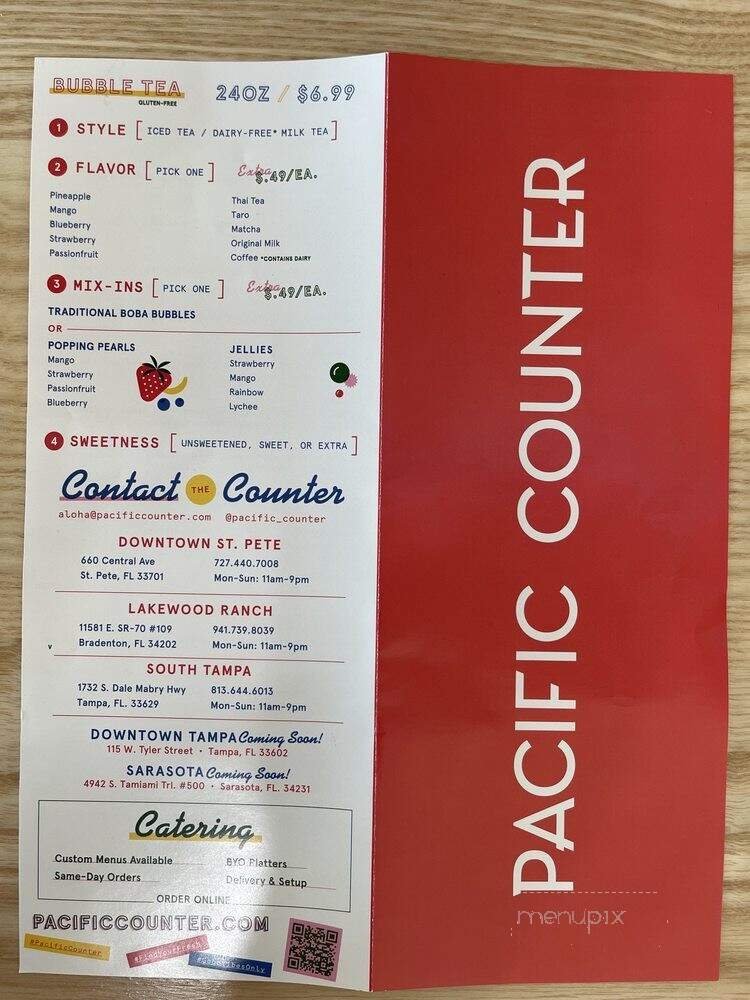 BUBBLE TEA 24OZ / $6.99
GLUTEN-FREE
1 STYLE [ICED TEA / DAIRY-FREE* MILK TEA]
2 FLAVOR [PICK ONE] Extra $.49/EA.
Pineapple
Mango
Blueberry
Strawberry
Passionfruit
Thai Tea
Taro
Matcha
Original Milk
Coffee *CONTAINS DAIRY
3 MIX-INS [PICK ONE] Extra $.49/EA.
TRADITIONAL BOBA BUBBLES
OR
POPPING PEARLS
Mango
Strawberry
Passionfruit
Blueberry
JELLIES
Strawberry
Mango
Rainbow
Lychee
4 SWEETNESS [UNSWEETENED, SWEET, OR EXTRA]
Contact THE Counter
aloha@pacificcounter.com @pacific_counter
DOWNTOWN ST. PETE
660 Central Ave 727.440.7008
St. Pete, FL 33701 Mon-Sun: 11am-9pm
LAKEWOOD RANCH
11581 E. SR-70 #109 941.739.8039
Bradenton, FL 34202 Mon-Sun: 11am-9pm
v
SOUTH TAMPA
1732 S. Dale Mabry Hwy 813.644.6013
Tampa, FL. 33629 Mon-Sun: 11am-9pm
DOWNTOWN TAMPA Coming Soon!
115 W. Tyler Street • Tampa, FL 33602
SARASOTA Coming Soon!
4942 S. Tamiami Trl. #500 • Sarasota, FL. 34231
Catering
Custom Menus Available BYO Platters
Same-Day Orders Delivery & Setup
ORDER ONLINE
PACIFICCOUNTER.COM
#PacificCounter
#FindYourFresh
#GoodVibesOnly
PACIFIC COUNTER
menupix